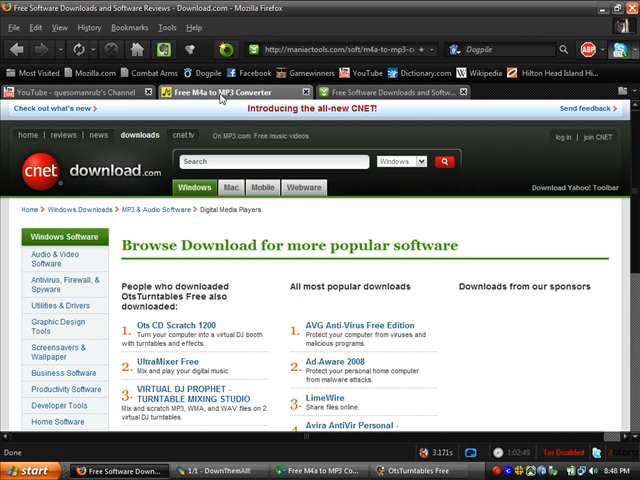 Free Software Downloads and Software Reviews - Download.com - Mozilla Firefox
File Edit View History Bookmarks Tools Help
http://maniactools.com/soft/m4a-to-mp3-c Dogpile ABP
Most Visited Mozilla.com Combat Arms Dogpile Facebook Gamewinners YouTube Dictionary.com Wikipedia Hilton Head Island Hi...
YouTube - quesomanrulz's Channel Free M4a to MP3 Converter Free Downloads and Softw...
Check out what's new Introducing the all-new CNET! Send feedback
home reviews news downloads cnet tv On MP3.com: Free music videos log in join CNET
cnet download.com Search Windows
Windows Mac Mobile Webware Download Yahoo! Toolbar
Home Windows Downloads MP3 & Audio Software Digital Media Players
Windows Software
Audio & Video
Software
Antivirus, Firewall, &
Spyware
Utilities & Drivers
Graphic Design
Tools
Screensavers &
Wallpaper
Business Software
Productivity Software
Developer Tools
Home Software
Browse Download for more popular software
People who downloaded
OtsTurntables Free also
downloaded:
1. Ots CD Scratch 1200
Turn your computer into a virtual DJ booth
with turntables and effects.
2. UltraMixer Free
Mix and play your digital music.
3. VIRTUAL DJ PROPHET -
TURNTABLE MIXING STUDIO
Mix and scratch MP3, WMA, and WAV files on 2
virtual DJ turntables.
All most popular downloads
1. AVG Anti-Virus Free Edition
Protect your computer from viruses and
malicious programs.
2. Ad-Aware 2008
Protect your personal home computer
from malware attacks.
3. LimeWire
Share files online.
4. Avira AntiVir Personal -
Downloads from our sponsors
Done 3.171s 1:02:49 Tor Disabled zotero
start Free Software Down... 1/1 - DownThemAll! Free M4a to MP3 Co... OtsTurntables Free 8:48 PM